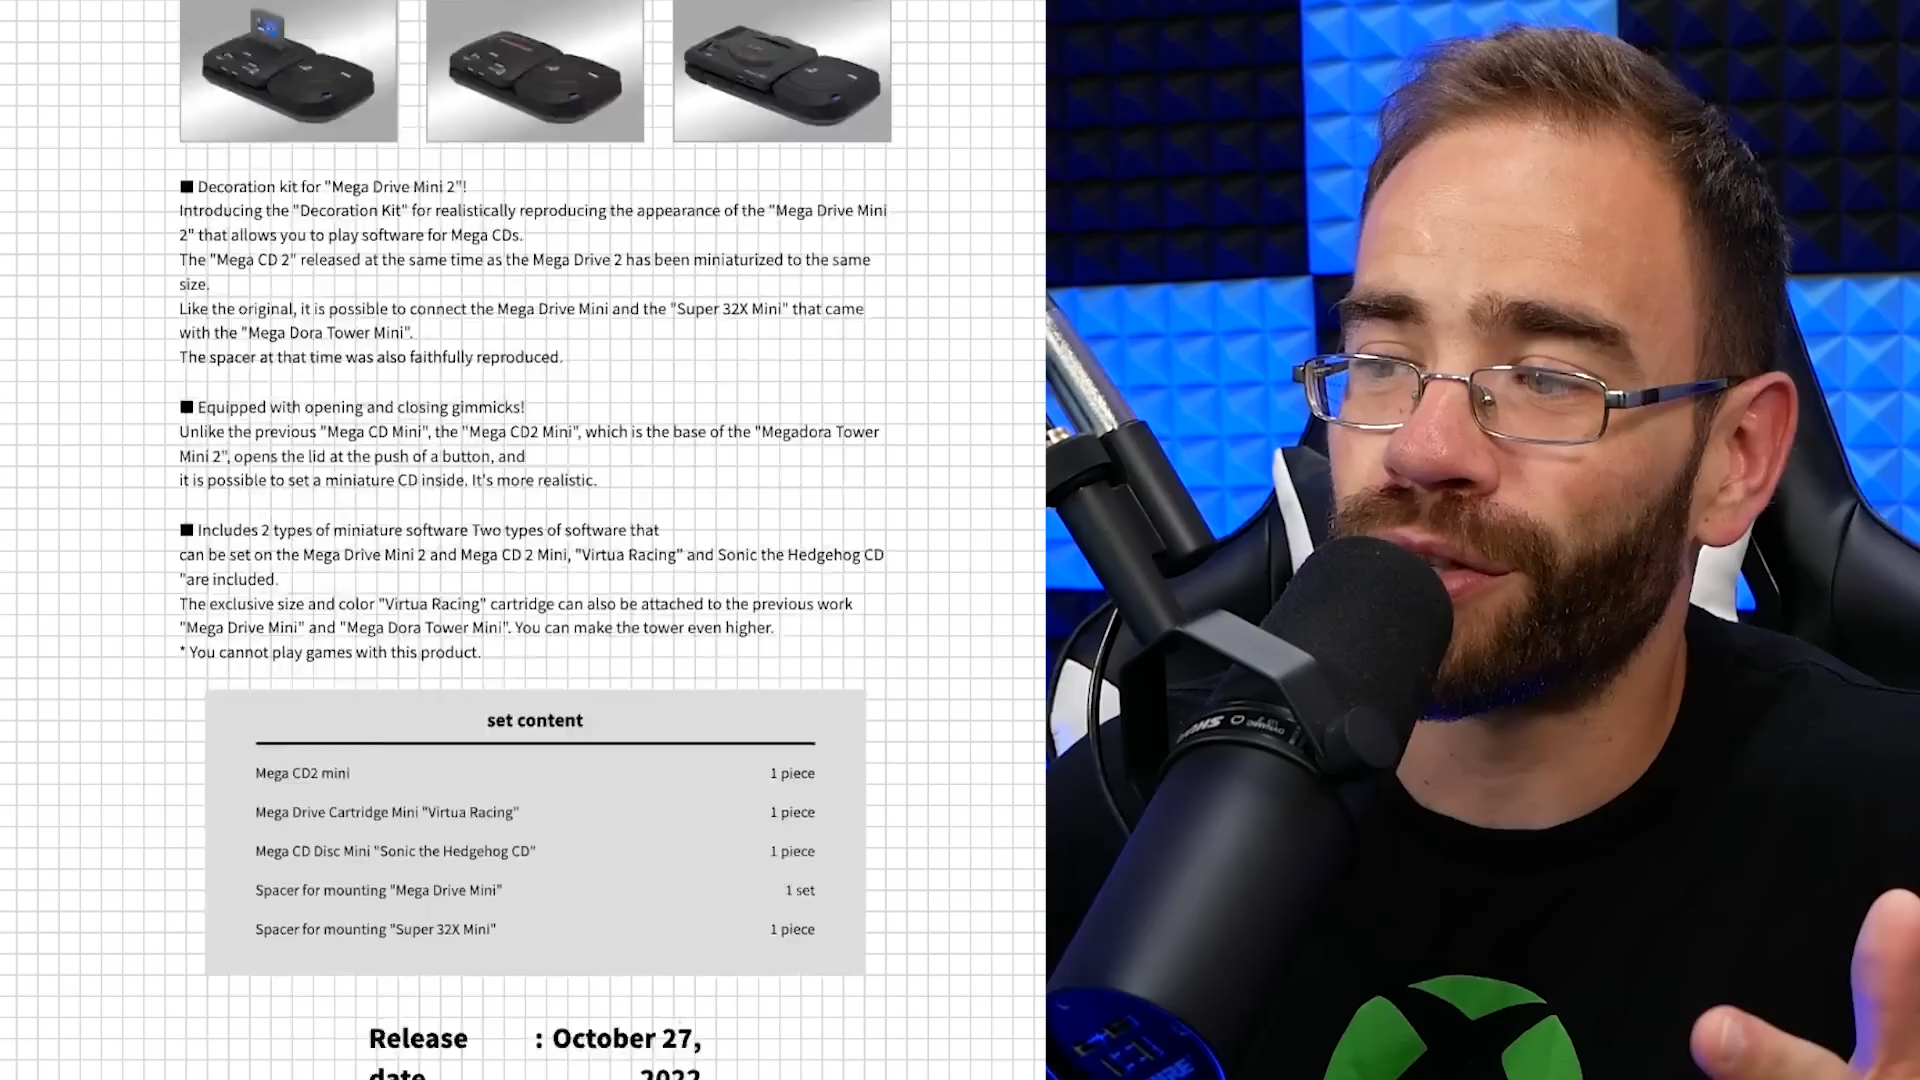 ■ Decoration kit for "Mega Drive Mini 2"!
Introducing the "Decoration Kit" for realistically reproducing the appearance of the "Mega Drive Mini
2" that allows you to play software for Mega CDs.
The "Mega CD 2" released at the same time as the Mega Drive 2 has been miniaturized to the same
size.
Like the original, it is possible to connect the Mega Drive Mini and the "Super 32X Mini" that came
with the "Mega Dora Tower Mini".
The spacer at that time was also faithfully reproduced.
■ Equipped with opening and closing gimmicks!
Unlike the previous "Mega CD Mini", the "Mega CD2 Mini", which is the base of the "Megadora Tower
Mini 2", opens the lid at the push of a button, and
it is possible to set a miniature CD inside. It's more realistic.
■ Includes 2 types of miniature software Two types of software that
can be set on the Mega Drive Mini 2 and Mega CD 2 Mini, "Virtua Racing" and Sonic the Hedgehog CD
"are included.
The exclusive size and color "Virtua Racing" cartridge can also be attached to the previous work
"Mega Drive Mini" and "Mega Dora Tower Mini". You can make the tower even higher.
* You cannot play games with this product.
set content
Mega CD2 mini 1 piece
Mega Drive Cartridge Mini "Virtua Racing" 1 piece
Mega CD Disc Mini "Sonic the Hedgehog CD" 1 piece
Spacer for mounting "Mega Drive Mini" 1 set
Spacer for mounting "Super 32X Mini" 1 piece
Release : October 27,
date 2022